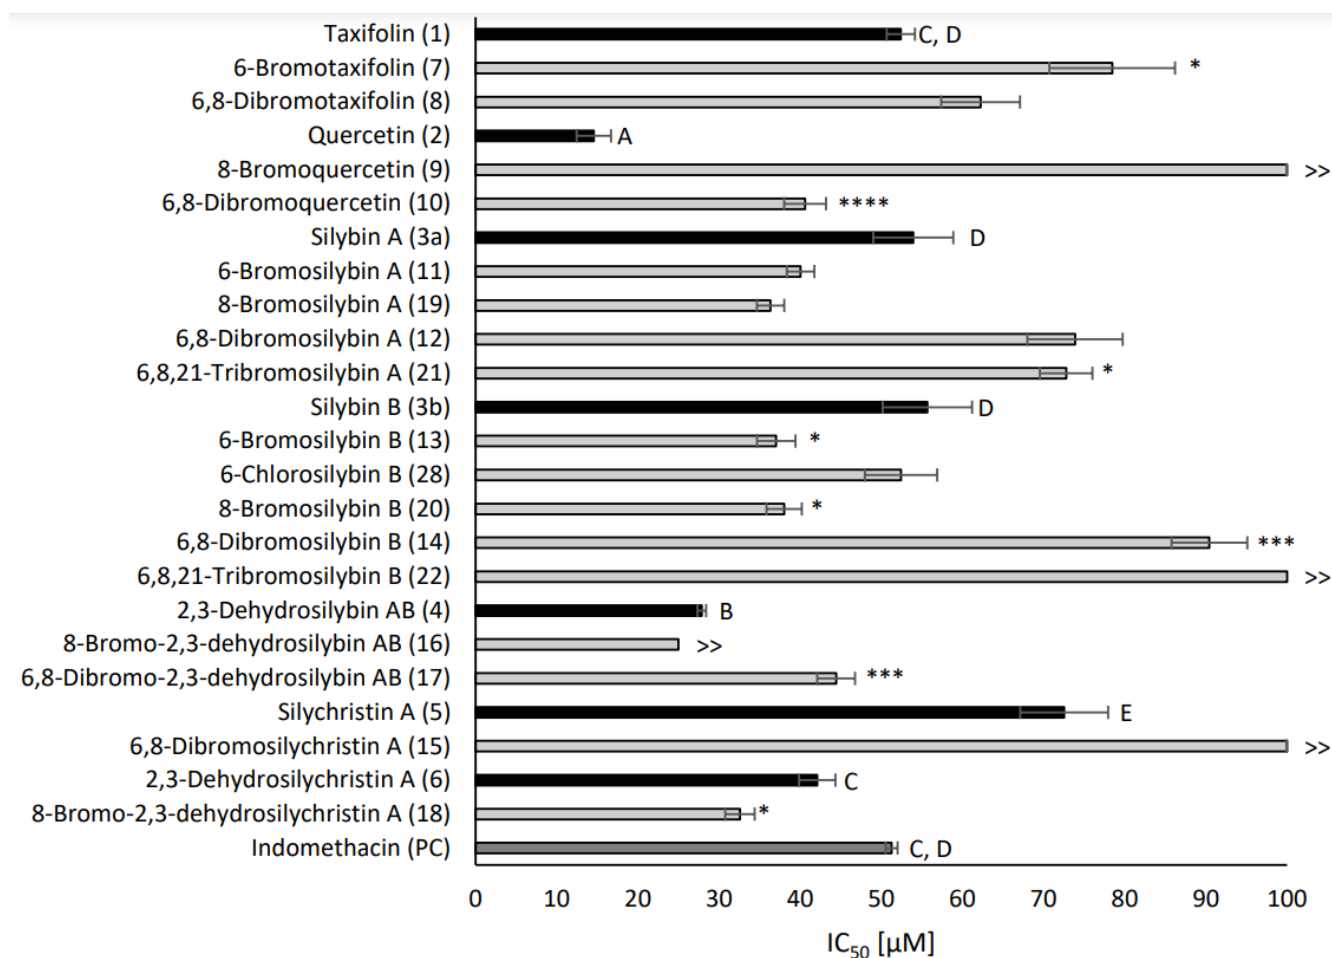 Taxifolin (1) C, D
6-Bromotaxifolin (7) *
6,8-Dibromotaxifolin (8)
Quercetin (2) A
8-Bromoquercetin (9) >>
6,8-Dibromoquercetin (10) ****
Silybin A (3a) D
6-Bromosilybin A (11)
8-Bromosilybin A (19)
6,8-Dibromosilybin A (12)
6,8,21-Tribromosilybin A (21) *
Silybin B (3b) D
6-Bromosilybin B (13) *
6-Chlorosilybin B (28)
8-Bromosilybin B (20) *
6,8-Dibromosilybin B (14) ***
6,8,21-Tribromosilybin B (22) >>
2,3-Dehydrosilybin AB (4) B
8-Bromo-2,3-dehydrosilybin AB (16) >>
6,8-Dibromo-2,3-dehydrosilybin AB (17) ***
Silychristin A (5) E
6,8-Dibromosilychristin A (15) >>
2,3-Dehydrosilychristin A (6) C
8-Bromo-2,3-dehydrosilychristin A (18) *
Indomethacin (PC) C, D
0 10 20 30 40 50 60 70 80 90 100
IC₅₀ [µM]